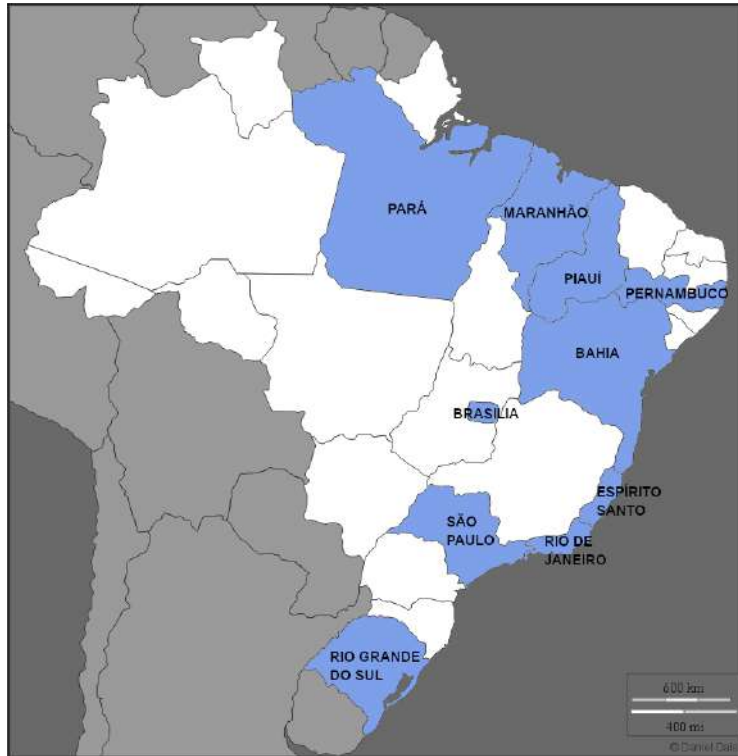 PARÁ
MARANHÃO
PIAUÍ
PERNAMBUCO
BAHIA
BRASILIA
ESPÍRITO
SANTO
SÃO
PAULO
RIO DE
JANEIRO
RIO GRANDE
DO SUL
600 km
400 mi